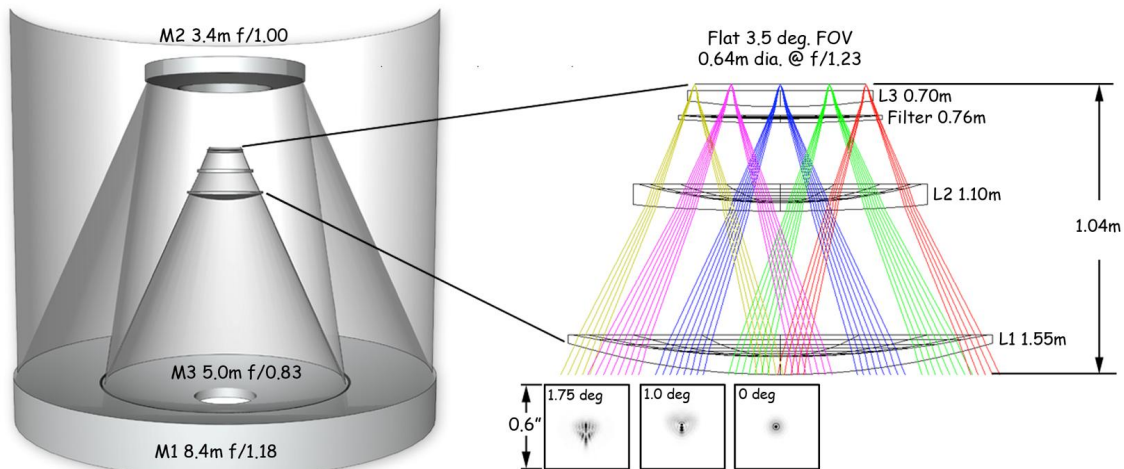 M2 3.4m f/1.00
M3 5.0m f/0.83
M1 8.4m f/1.18
Flat 3.5 deg. FOV
0.64m dia. @ f/1.23
L3 0.70m
Filter 0.76m
L2 1.10m
1.04m
L1 1.55m
0.6”
1.75 deg
1.0 deg
0 deg